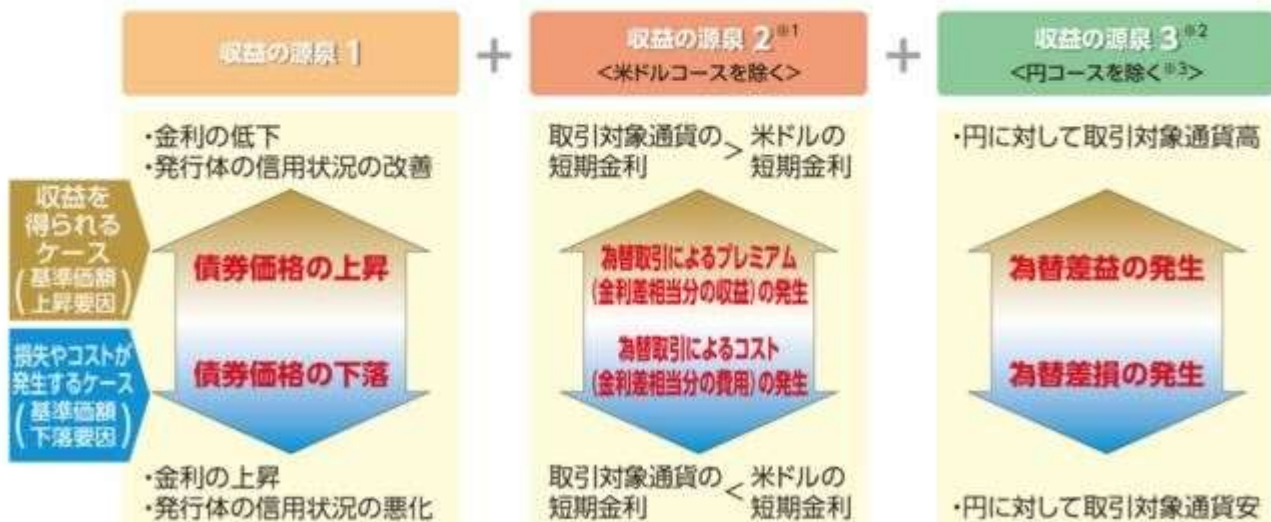 収益の源泉 1
＋
収益の源泉 2※1
<米ドルコースを除く>
＋
収益の源泉 3※2
<円コースを除く※3>
・金利の低下
・発行体の信用状況の改善
取引対象通貨の
短期金利
>
米ドルの
短期金利
・円に対して取引対象通貨高
収益を
得られる
ケース
(基準価額
上昇要因)
債券価格の上昇
為替取引によるプレミアム
(金利差相当分の収益)の発生
為替差益の発生
損失やコストが
発生するケース
(基準価額
下落要因)
債券価格の下落
為替取引によるコスト
(金利差相当分の費用)の発生
為替差損の発生
・金利の上昇
・発行体の信用状況の悪化
取引対象通貨の
短期金利
<
米ドルの
短期金利
・円に対して取引対象通貨安